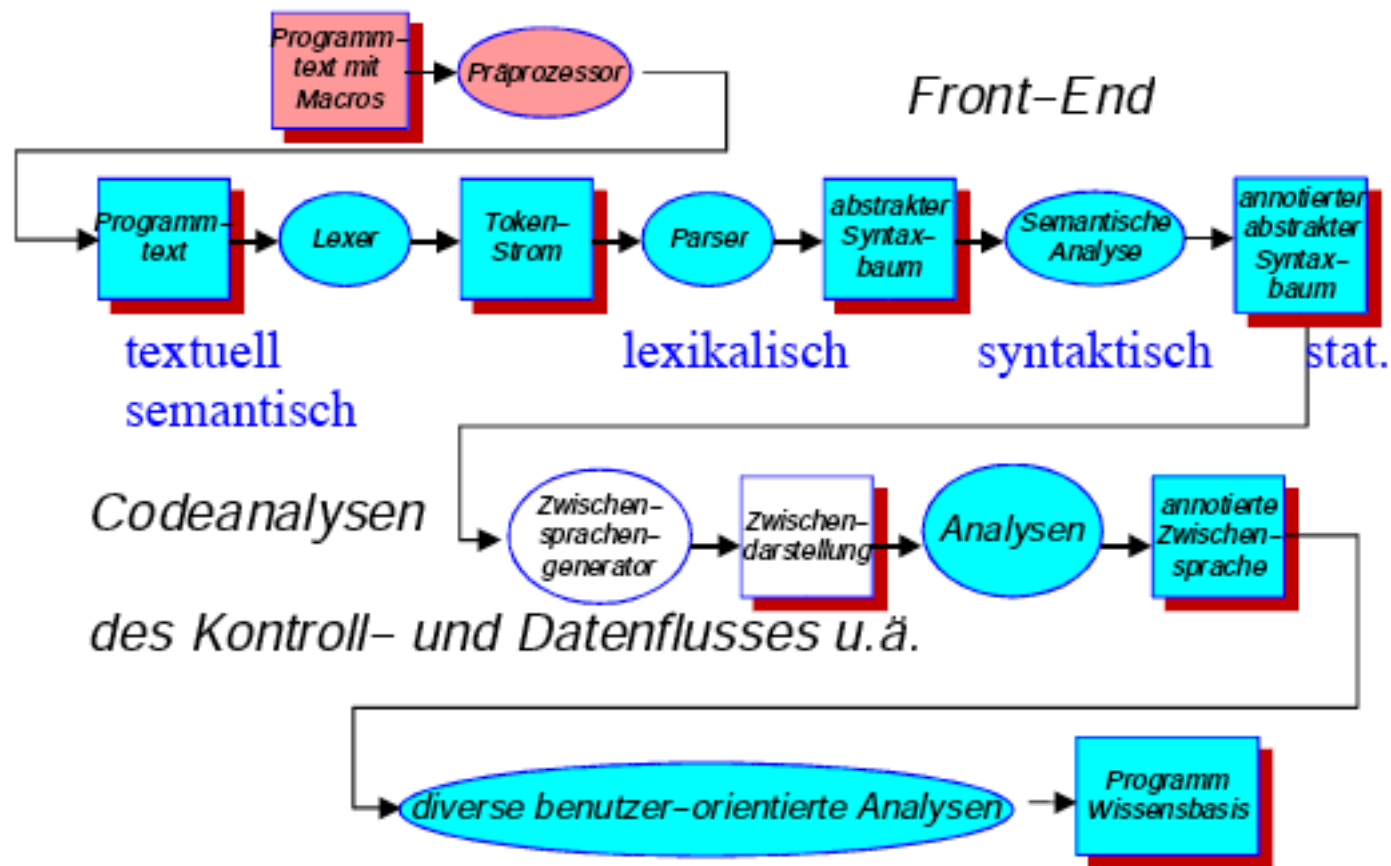 Programm–
text mit
Macros
Präprozessor
Front–End
Programm–
text
Lexer
Token–
Strom
Parser
abstrakter
Syntax–
baum
Semantische
Analyse
annotierter
abstrakter
Syntax–
baum
textuell
lexikalisch
syntaktisch
stat.
semantisch
Codeanalysen
Zwischen–
sprachen–
generator
Zwischen–
darstellung
Analysen
annotierte
Zwischen–
sprache
des Kontroll– und Datenflusses u.ä.
diverse benutzer–orientierte Analysen
Programm
Wissensbasis